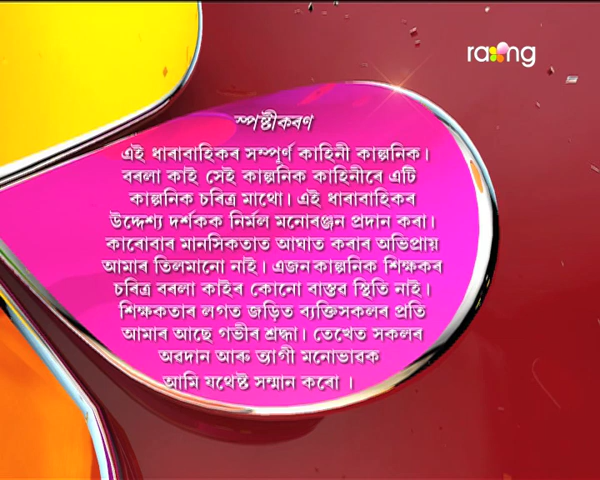 rang
স্পষ্টীকৰণ
এই ধাৰাবাহিকৰ সম্পূৰ্ণ কাহিনী কাল্পনিক।
বৰলা কাই সেই কাল্পনিক কাহিনীৰে এটি
কাল্পনিক চৰিত্ৰ মাথো। এই ধাৰাবাহিকৰ
উদ্দেশ্য দৰ্শকক নিৰ্মল মনোৰঞ্জন প্ৰদান কৰা।
কাৰোবাৰ মানসিকতাত আঘাত কৰাৰ অভিপ্ৰায়
আমাৰ তিলমানো নাই। এজন কাল্পনিক শিক্ষকৰ
চৰিত্ৰ বৰলা কাইৰ কোনো বাস্তৱ স্থিতি নাই।
শিক্ষকতাৰ লগত জড়িত ব্যক্তিসকলৰ প্ৰতি
আমাৰ আছে গভীৰ শ্ৰদ্ধা। তেখেত সকলৰ
অৱদান আৰু ত্যাগী মনোভাৱক
আমি যথেষ্ট সন্মান কৰো ।